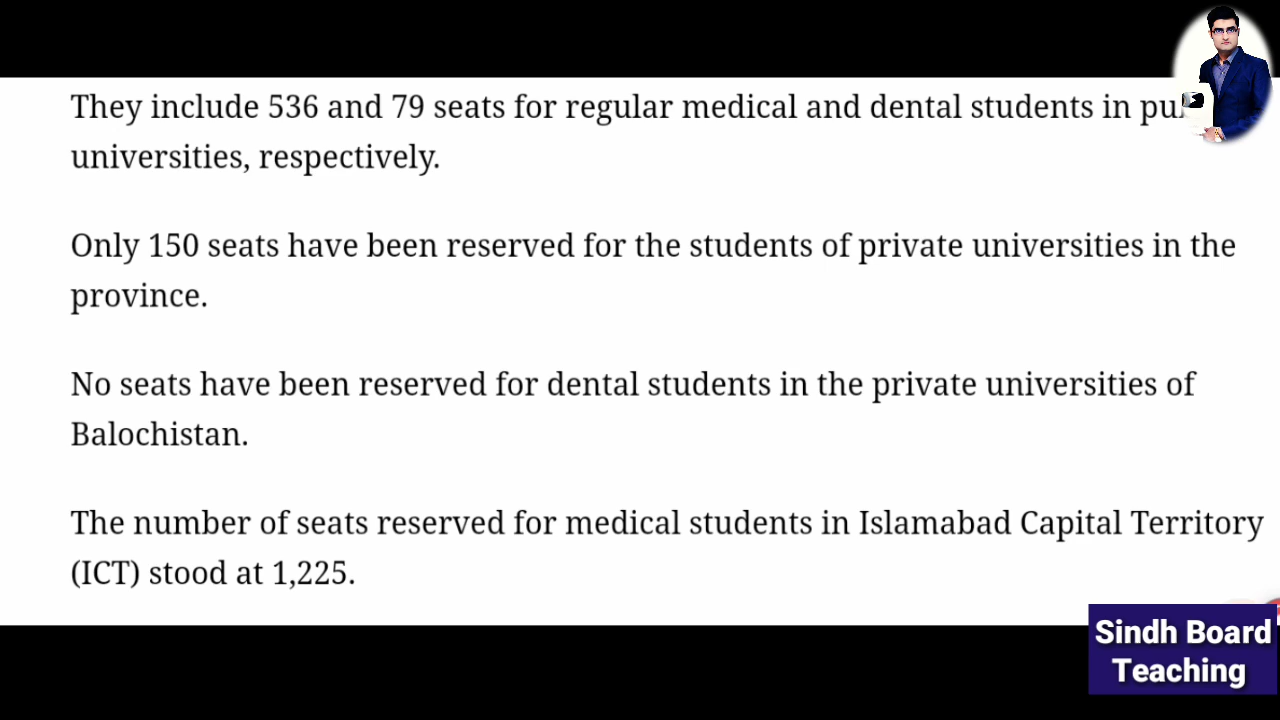 They include 536 and 79 seats for regular medical and dental students in
universities, respectively.
Only 150 seats have been reserved for the students of private universities in the
province.
No seats have been reserved for dental students in the private universities of
Balochistan.
The number of seats reserved for medical students in Islamabad Capital Territory
(ICT) stood at 1,225.
Sindh Board
Teaching